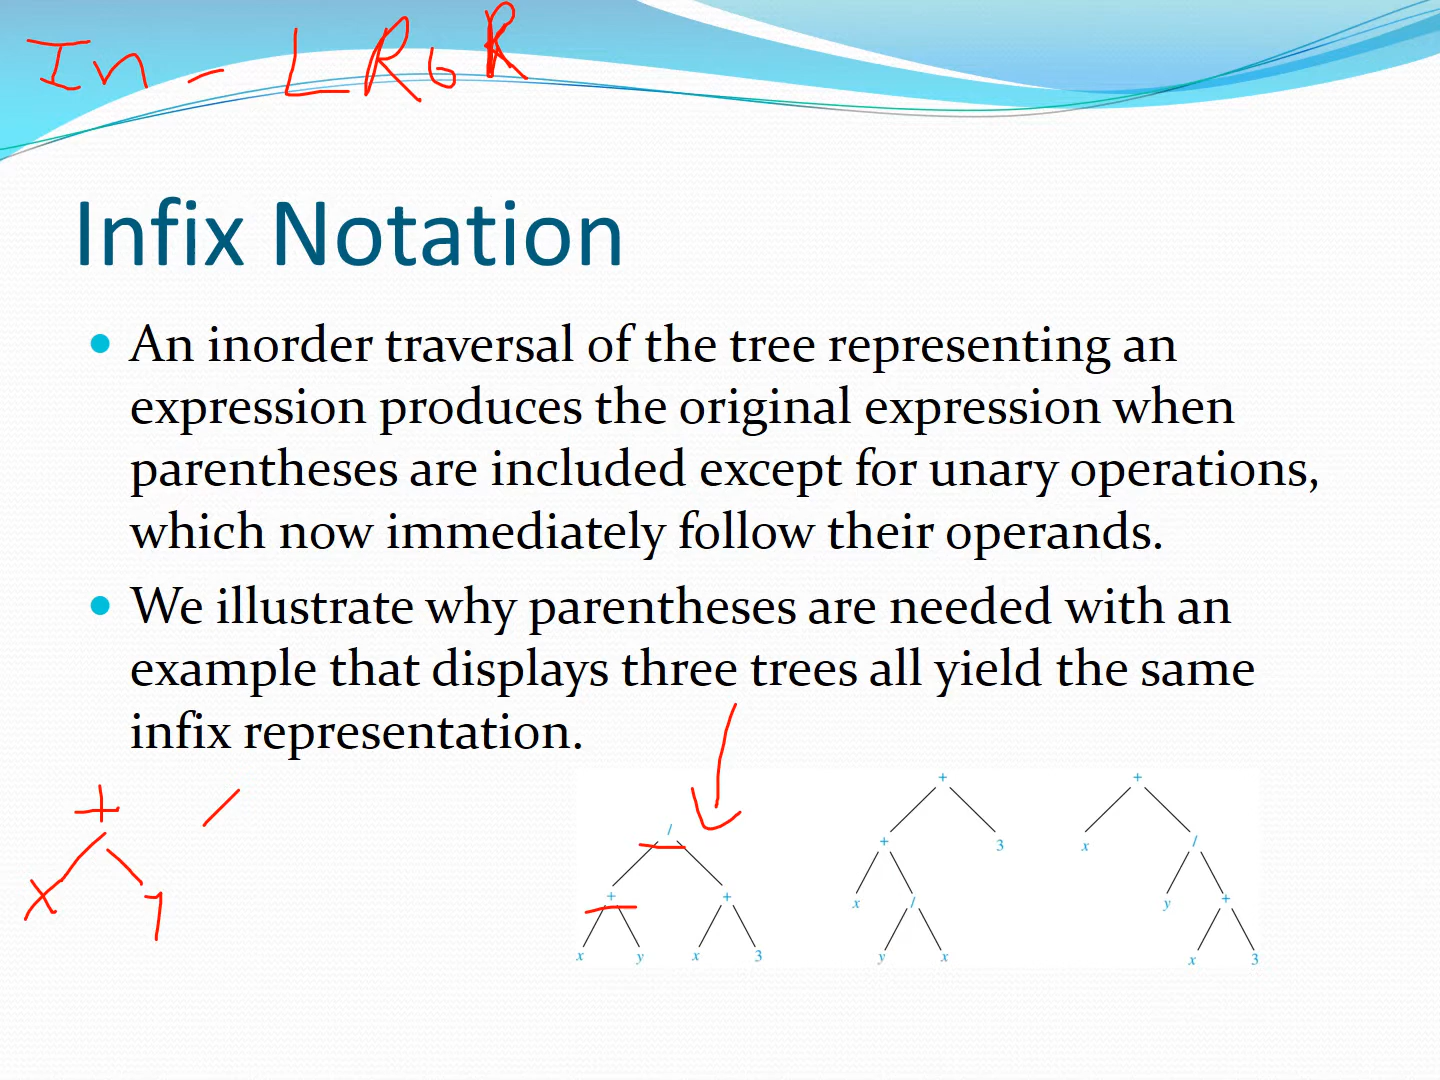 In - L Ro R
Infix Notation
• An inorder traversal of the tree representing an
expression produces the original expression when
parentheses are included except for unary operations,
which now immediately follow their operands.
• We illustrate why parentheses are needed with an
example that displays three trees all yield the same
infix representation.
+ /
x y
/
+ +
x y x 3
+
+ 3
x /
y x
+
x /
y +
x 3